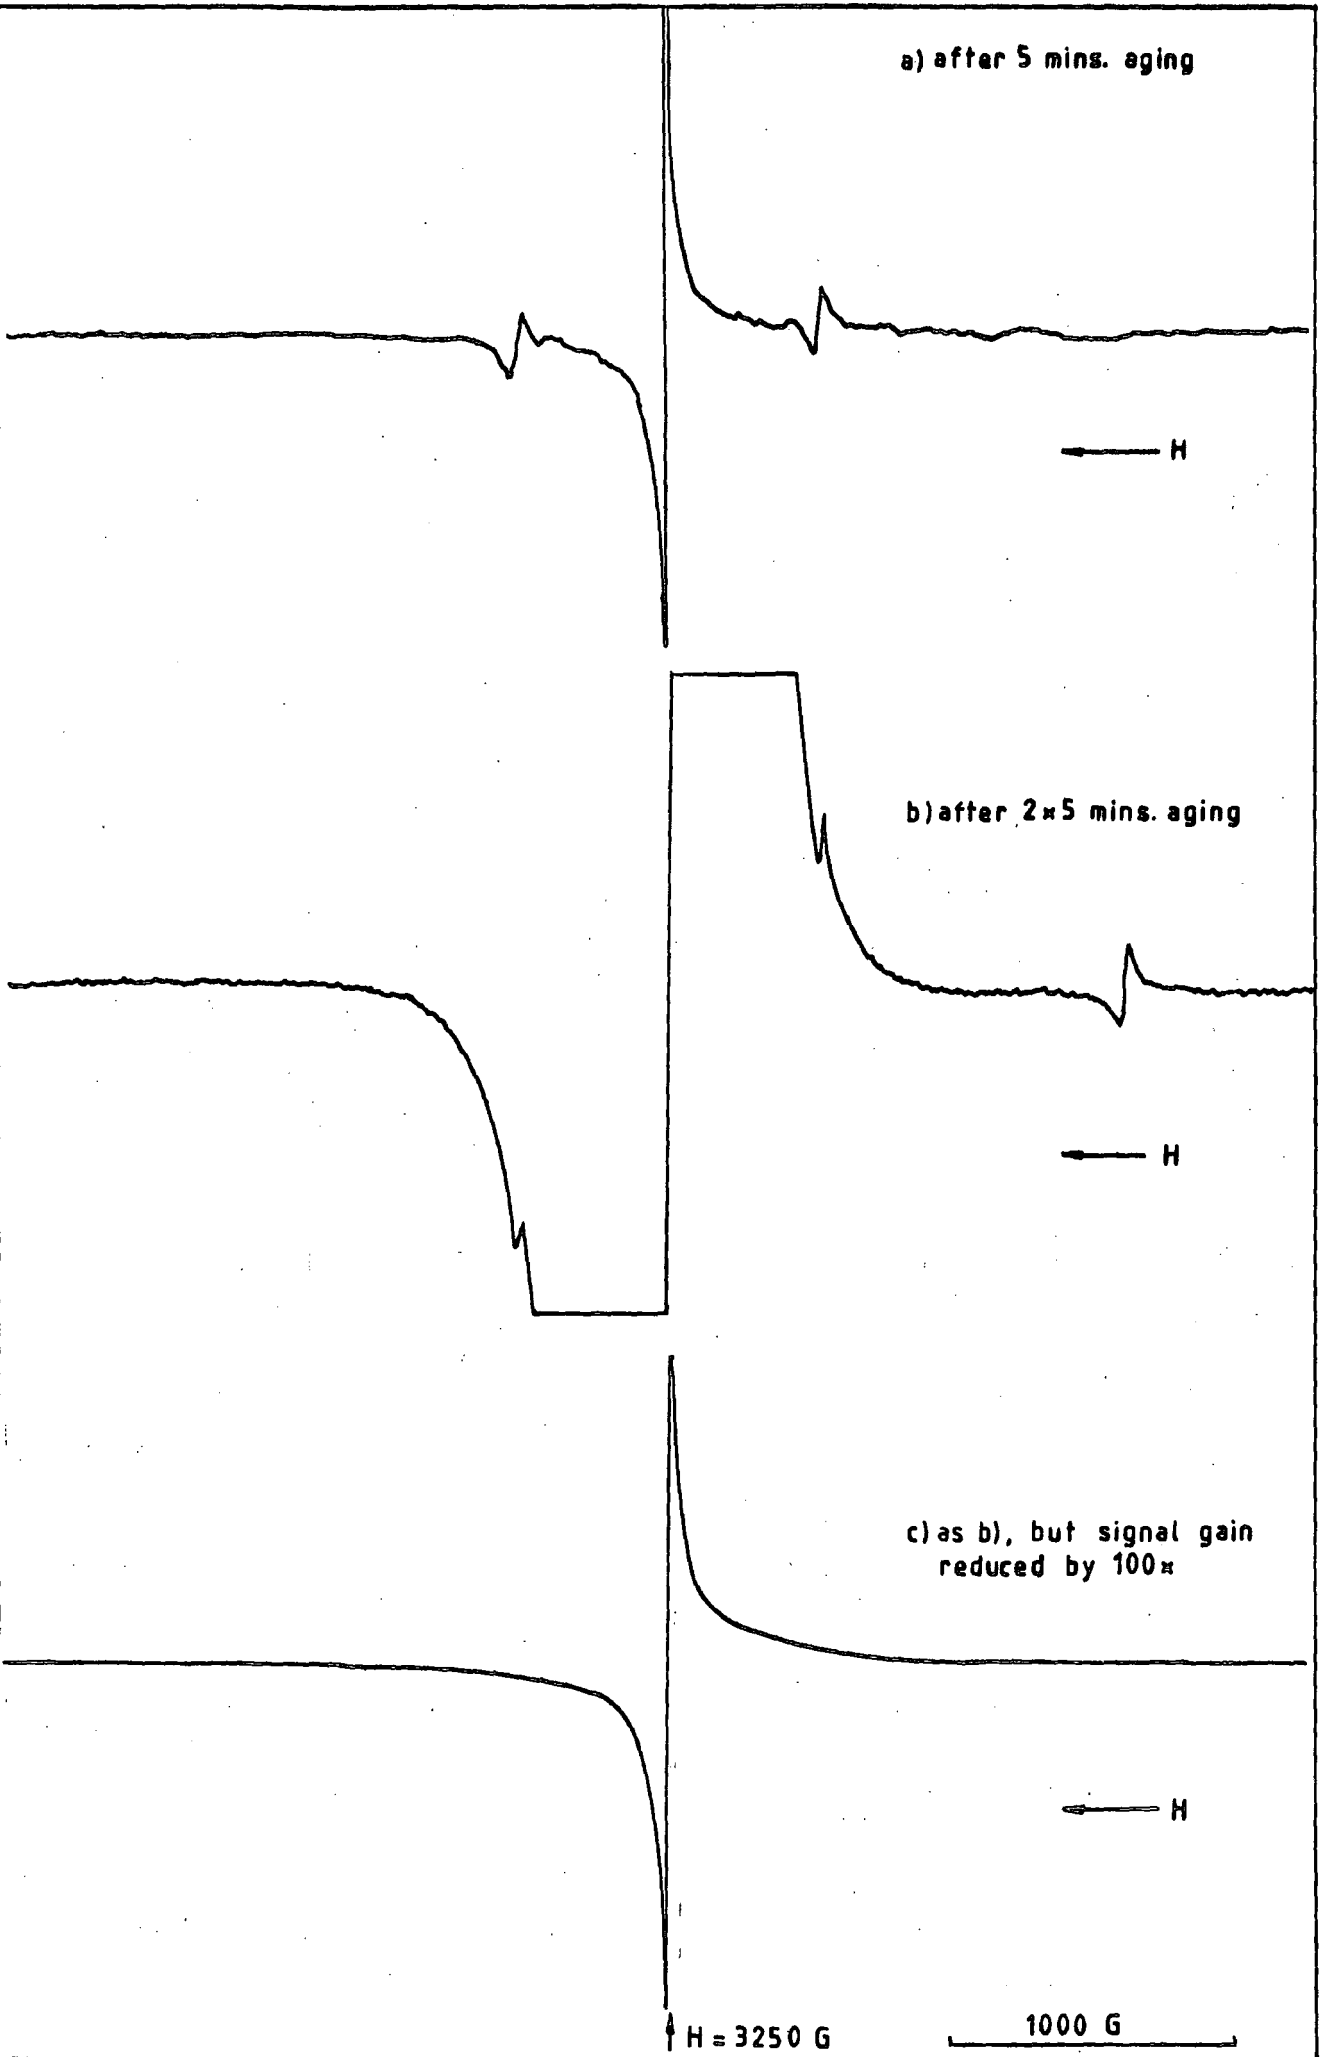 a) after 5 mins. aging
H
b) after 2×5 mins. aging
H
c) as b), but signal gain
reduced by 100×
H
H = 3250 G
1000 G